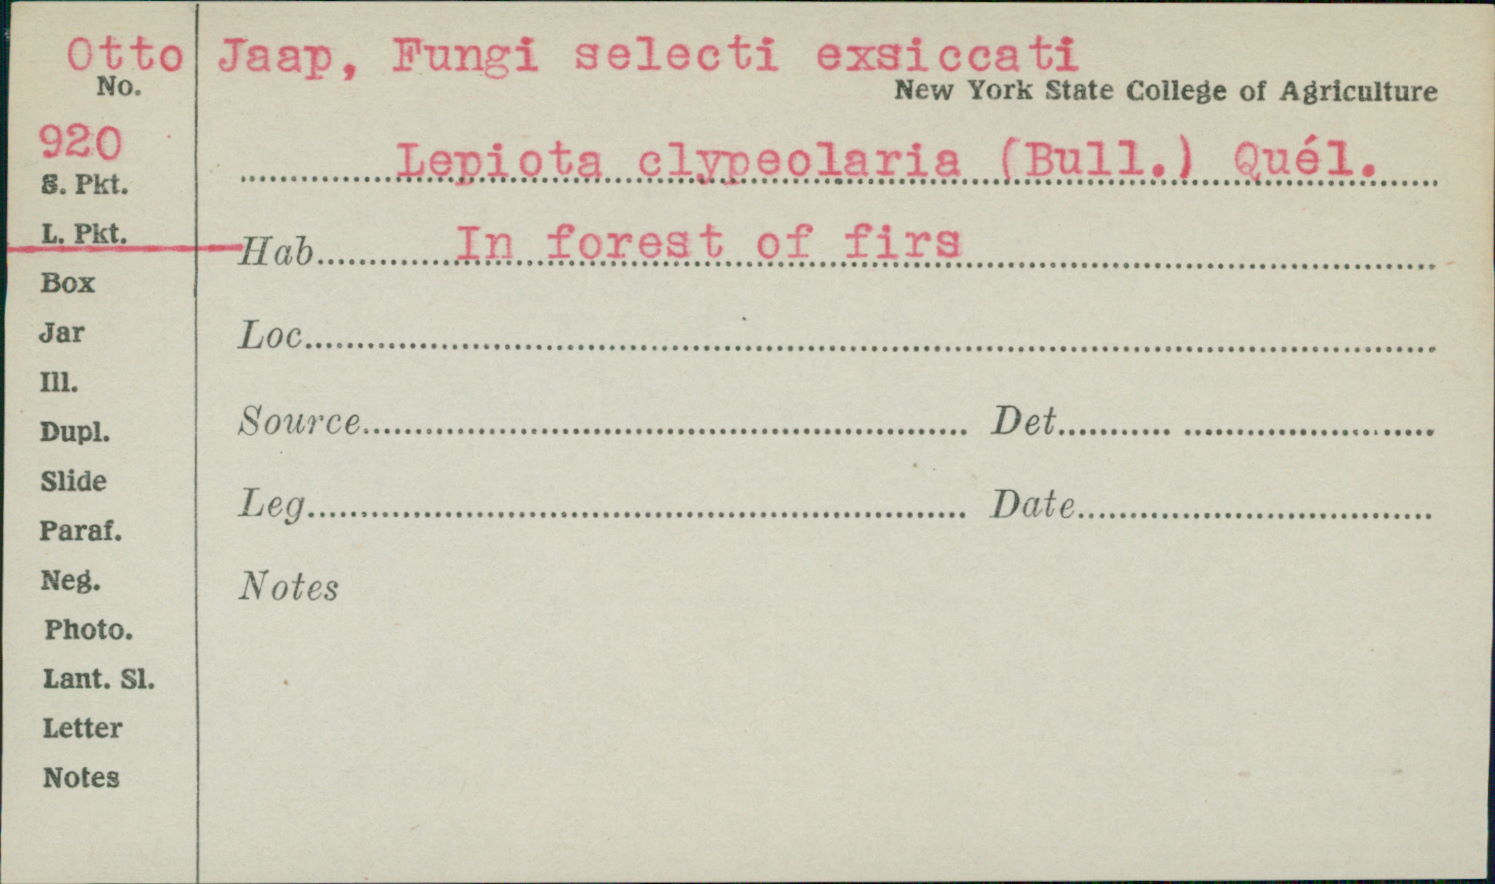 Otto Jaap, Fungi selecti exsiccati
No.
New York State College of Agriculture
920
Lepiota clypeolaria (Bull.) Quél.
S. Pkt.
L. Pkt.
Hab. In forest of firs
Box
Jar
Loc.
Ill.
Dupl.
Source Det.
Slide
Leg. Date
Paraf.
Neg.
Notes
Photo.
Lant. Sl.
Letter
Notes